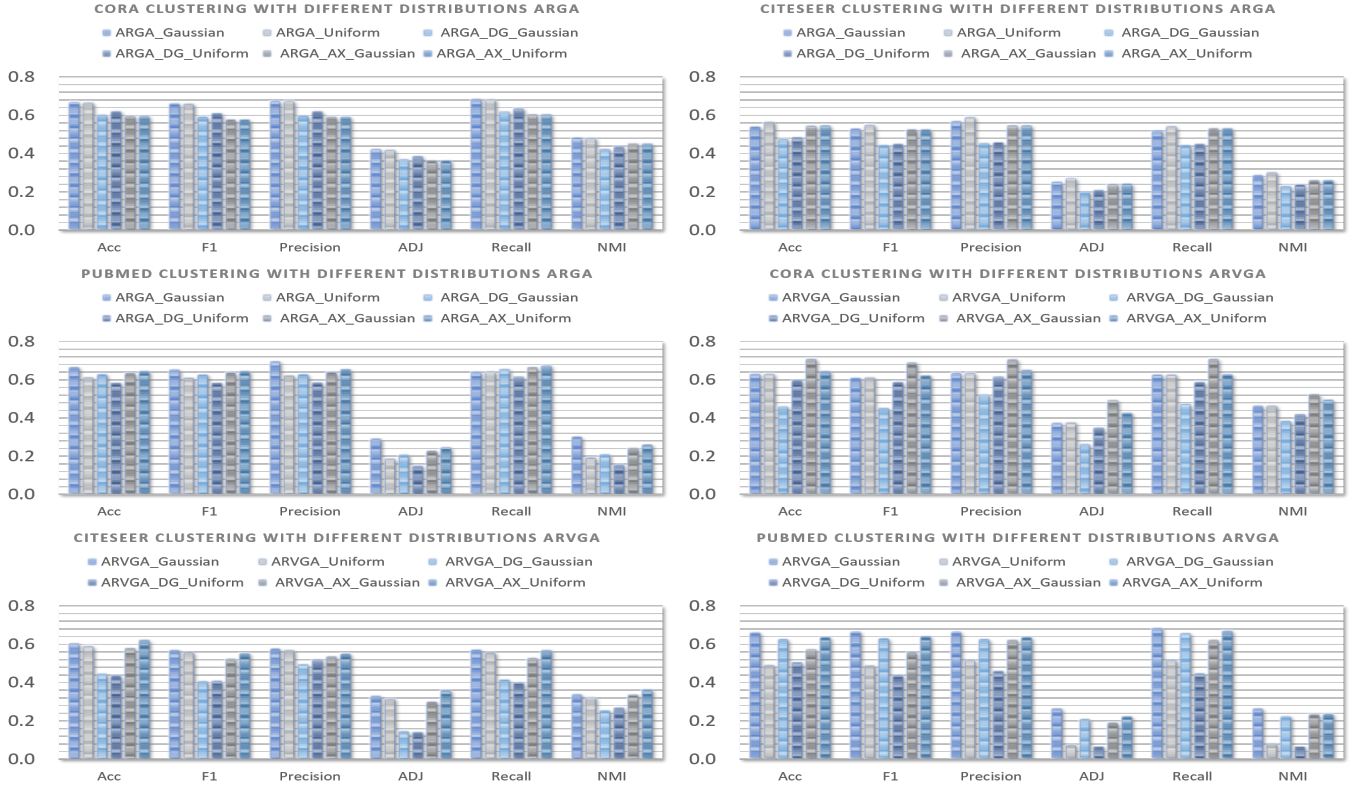 CORA CLUSTERING WITH DIFFERENT DISTRIBUTIONS ARGA
ARGA_Gaussian ARGA_Uniform ARGA_DG_Gaussian
ARGA_DG_Uniform ARGA_AX_Gaussian ARGA_AX_Uniform
0.8
0.6
0.4
0.2
0.0
Acc F1 Precision ADJ Recall NMI
CITESEER CLUSTERING WITH DIFFERENT DISTRIBUTIONS ARGA
ARGA_Gaussian ARGA_Uniform ARGA_DG_Gaussian
ARGA_DG_Uniform ARGA_AX_Gaussian ARGA_AX_Uniform
0.8
0.6
0.4
0.2
0.0
Acc F1 Precision ADJ Recall NMI
PUBMED CLUSTERING WITH DIFFERENT DISTRIBUTIONS ARGA
ARGA_Gaussian ARGA_Uniform ARGA_DG_Gaussian
ARGA_DG_Uniform ARGA_AX_Gaussian ARGA_AX_Uniform
0.8
0.6
0.4
0.2
0.0
Acc F1 Precision ADJ Recall NMI
CORA CLUSTERING WITH DIFFERENT DISTRIBUTIONS ARVGA
ARVGA_Gaussian ARVGA_Uniform ARVGA_DG_Gaussian
ARVGA_DG_Uniform ARVGA_AX_Gaussian ARVGA_AX_Uniform
0.8
0.6
0.4
0.2
0.0
Acc F1 Precision ADJ Recall NMI
CITESEER CLUSTERING WITH DIFFERENT DISTRIBUTIONS ARVGA
ARVGA_Gaussian ARVGA_Uniform ARVGA_DG_Gaussian
ARVGA_DG_Uniform ARVGA_AX_Gaussian ARVGA_AX_Uniform
0.8
0.6
0.4
0.2
0.0
Acc F1 Precision ADJ Recall NMI
PUBMED CLUSTERING WITH DIFFERENT DISTRIBUTIONS ARVGA
ARVGA_Gaussian ARVGA_Uniform ARVGA_DG_Gaussian
ARVGA_DG_Uniform ARVGA_AX_Gaussian ARVGA_AX_Uniform
0.8
0.6
0.4
0.2
0.0
Acc F1 Precision ADJ Recall NMI